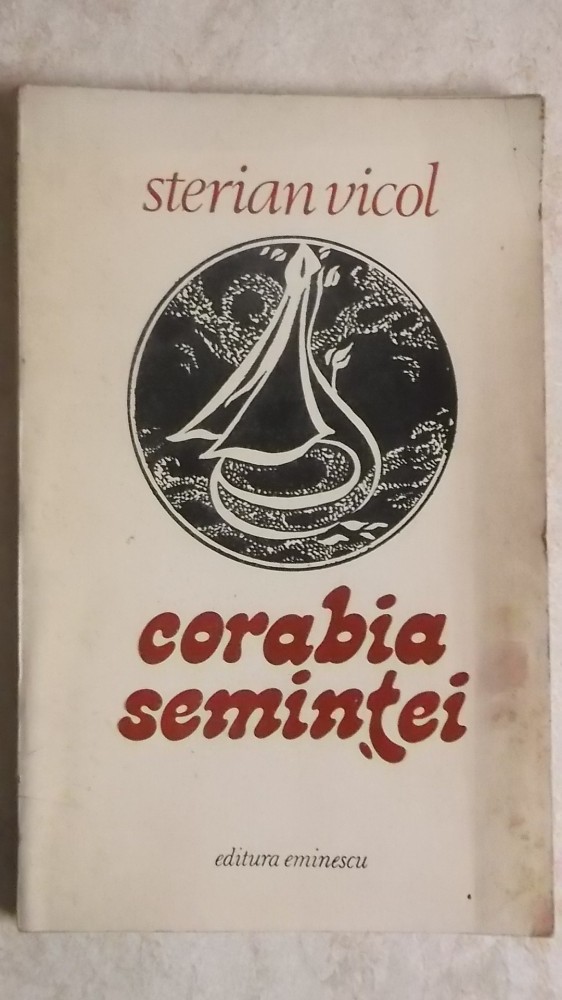 sterian vicol
corabia
seminței
editura eminescu